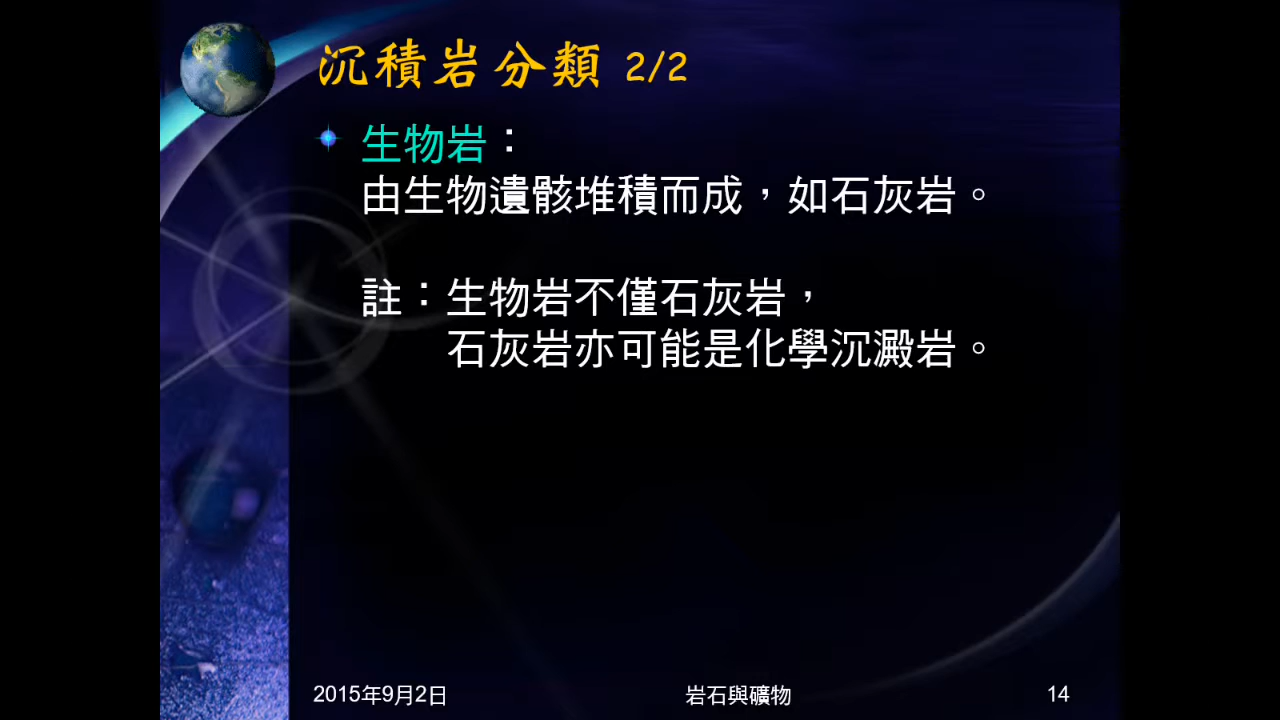 沉積岩分類 2/2
生物岩：
由生物遺骸堆積而成，如石灰岩。
註：生物岩不僅石灰岩，
石灰岩亦可能是化學沉澱岩。
2015年9月2日
岩石與礦物
14